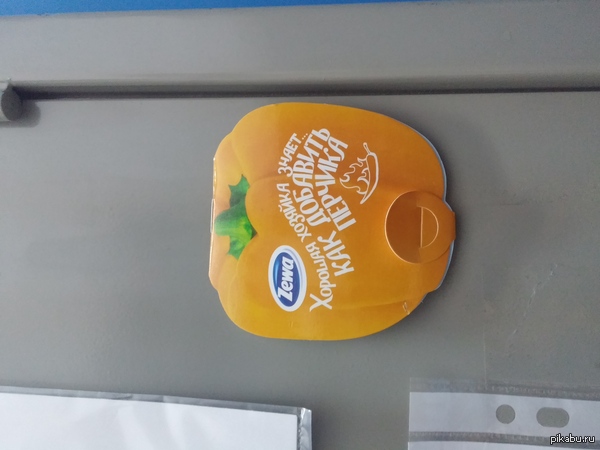 Zewa
Хорошая хозяйка знает...
КАК ДОБАВИТЬ
ПЕРЧИКА
pikabu.ru